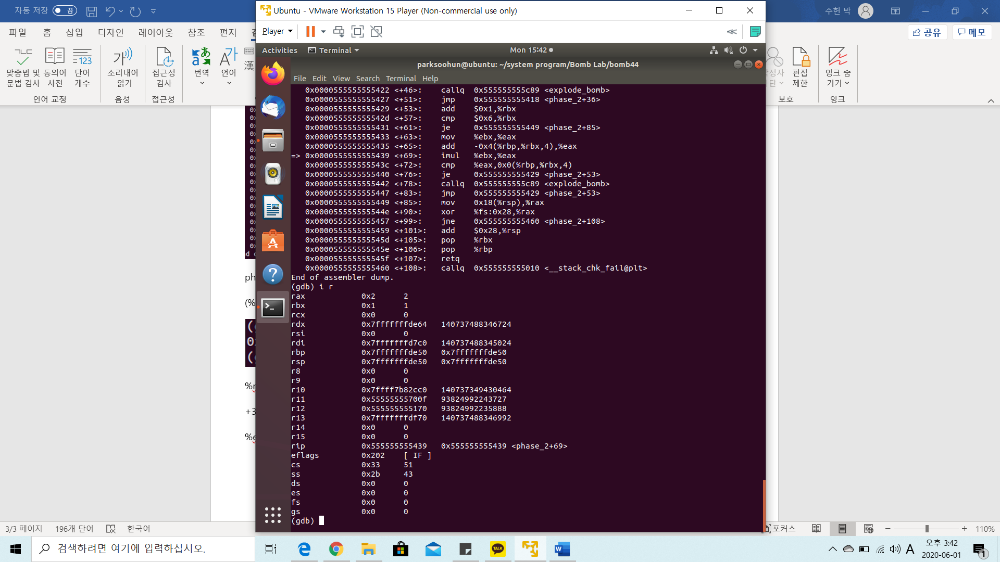 자동 저장 끔
수헌 박
Ubuntu - VMware Workstation 15 Player (Non-commercial use only)
파일 홈 삽입 디자인 레이아웃 참조 편지
Player
공유 메모
맞춤법 및 문법 검사
동의어 사전
단어 개수
소리내어 읽기
접근성 검사
번역
언어
漢
편집 제한
잉크 숨기기
언어 교정 음성 접근성
보호 잉크
Activities Terminal Mon 15:42
parksoohun@ubuntu: ~/system program/Bomb Lab/bomb44
File Edit View Search Terminal Help
0x0000555555555422 <+46>: callq 0x555555555c89 <explode_bomb>
0x0000555555555427 <+51>: jmp 0x555555555418 <phase_2+36>
0x0000555555555429 <+53>: add $0x1,%rbx
0x000055555555542d <+57>: cmp $0x6,%rbx
0x0000555555555431 <+61>: je 0x555555555449 <phase_2+85>
0x0000555555555433 <+63>: mov %ebx,%eax
0x0000555555555435 <+65>: add -0x4(%rbp,%rbx,4),%eax
=> 0x0000555555555439 <+69>: imul %ebx,%eax
0x000055555555543c <+72>: cmp %eax,0x0(%rbp,%rbx,4)
0x0000555555555440 <+76>: je 0x555555555429 <phase_2+53>
0x0000555555555442 <+78>: callq 0x555555555c89 <explode_bomb>
0x0000555555555447 <+83>: jmp 0x555555555429 <phase_2+53>
0x0000555555555449 <+85>: mov 0x18(%rsp),%rax
0x000055555555544e <+90>: xor %fs:0x28,%rax
0x0000555555555457 <+99>: jne 0x555555555460 <phase_2+108>
0x0000555555555459 <+101>: add $0x28,%rsp
0x000055555555545d <+105>: pop %rbx
0x000055555555545e <+106>: pop %rbp
0x000055555555545f <+107>: retq
0x0000555555555460 <+108>: callq 0x555555555010 <__stack_chk_fail@plt>
End of assembler dump.
(gdb) i r
rax 0x2 2
rbx 0x1 1
rcx 0x0 0
rdx 0x7fffffffde64 140737488346724
rsi 0x0 0
rdi 0x7fffffffd7c0 140737488345024
rbp 0x7fffffffde50 0x7fffffffde50
rsp 0x7fffffffde50 0x7fffffffde50
r8 0x0 0
r9 0x0 0
r10 0x7ffff7b82cc0 140737349430464
r11 0x55555555700f 93824992243727
r12 0x555555555170 93824992235888
r13 0x7fffffffdf70 140737488346992
r14 0x0 0
r15 0x0 0
rip 0x555555555439 0x555555555439 <phase_2+69>
eflags 0x202 [ IF ]
cs 0x33 51
ss 0x2b 43
ds 0x0 0
es 0x0 0
fs 0x0 0
gs 0x0 0
(gdb)
3/3 페이지 196개 단어 한국어
포커스 110%
검색하려면 여기에 입력하십시오.
TALK
A
오후 3:42
2020-06-01
1